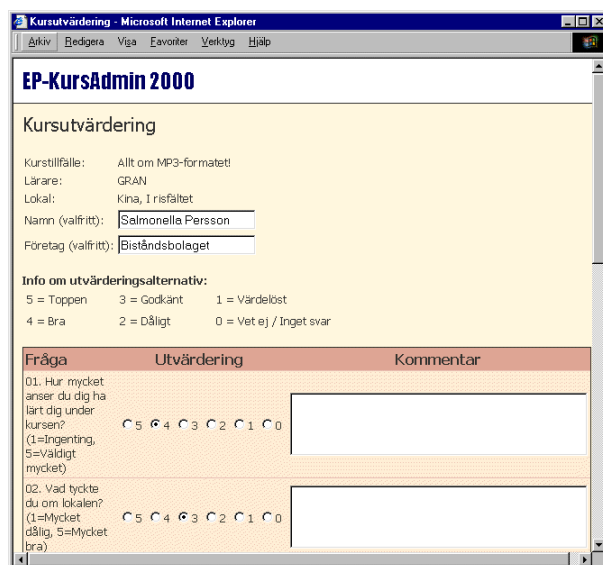 Kursutvärdering - Microsoft Internet Explorer
Arkiv Redigera Visa Favoriter Verktyg Hjälp
EP-KursAdmin 2000
Kursutvärdering
Kurstillfälle: Allt om MP3-formatet!
Lärare: GRAN
Lokal: Kina, I risfältet
Namn (valfritt): Salmonella Persson
Företag (valfritt): Biståndsbolaget
Info om utvärderingsalternativ:
5 = Toppen 3 = Godkänt 1 = Värdelöst
4 = Bra 2 = Dåligt 0 = Vet ej / Inget svar
Fråga Utvärdering Kommentar
01. Hur mycket
anser du dig ha
lärt dig under
kursen?
(1=Ingenting,
5=Väldigt
mycket)
5 4 3 2 1 0
02. Vad tyckte
du om lokalen?
(1=Mycket
dålig, 5=Mycket
bra)
5 4 3 2 1 0